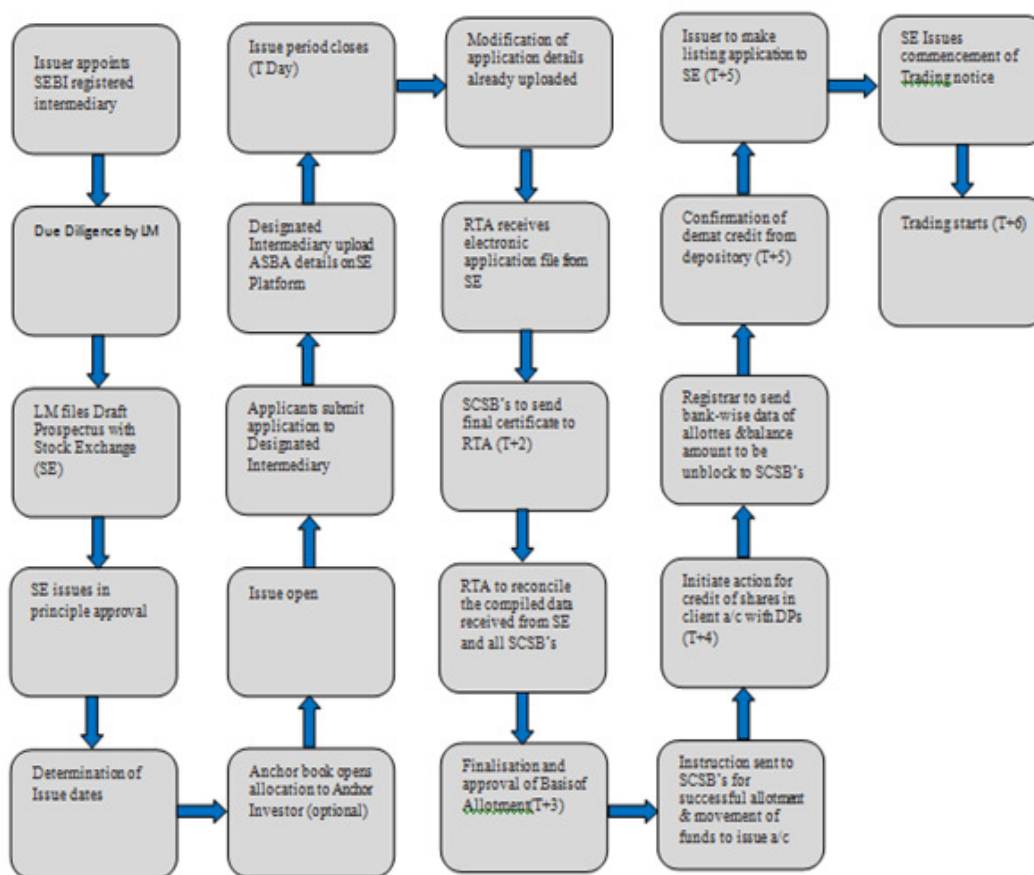 Issuer appoints
SEBI registered
intermediary
Due Diligence by LM
LM files Draft
Prospectus with
Stock Exchange
(SE)
SE issues in
principle approval
Determination of
Issue dates
Anchor book opens
allocation to Anchor
Investor (optional)
Issue open
Applicants submit
application to
Designated
Intermediary
Designated
Intermediary upload
ASBA details onSE
Platform
Issue period closes
(T Day)
Modification of
application details
already uploaded
RTA receives
electronic
application file from
SE
SCSB's to send
final certificate to
RTA (T+2)
RTA to reconcile
the compiled data
received from SE
and all SCSB's
Finalisation and
approval of Basisof
Allotment(T+3)
Instruction sent to
SCSB's for
successful allotment
& movement of
funds to issue a/c
Initiate action for
credit of shares in
client a/c with DPs
(T+4)
Registrar to send
bank-wise data of
allottes &balance
amount to be
unblock to SCSB's
Confirmation of
demat credit from
depository (T+5)
Issuer to make
listing application to
SE (T+5)
SE Issues
commencement of
Trading notice
Trading starts (T+6)